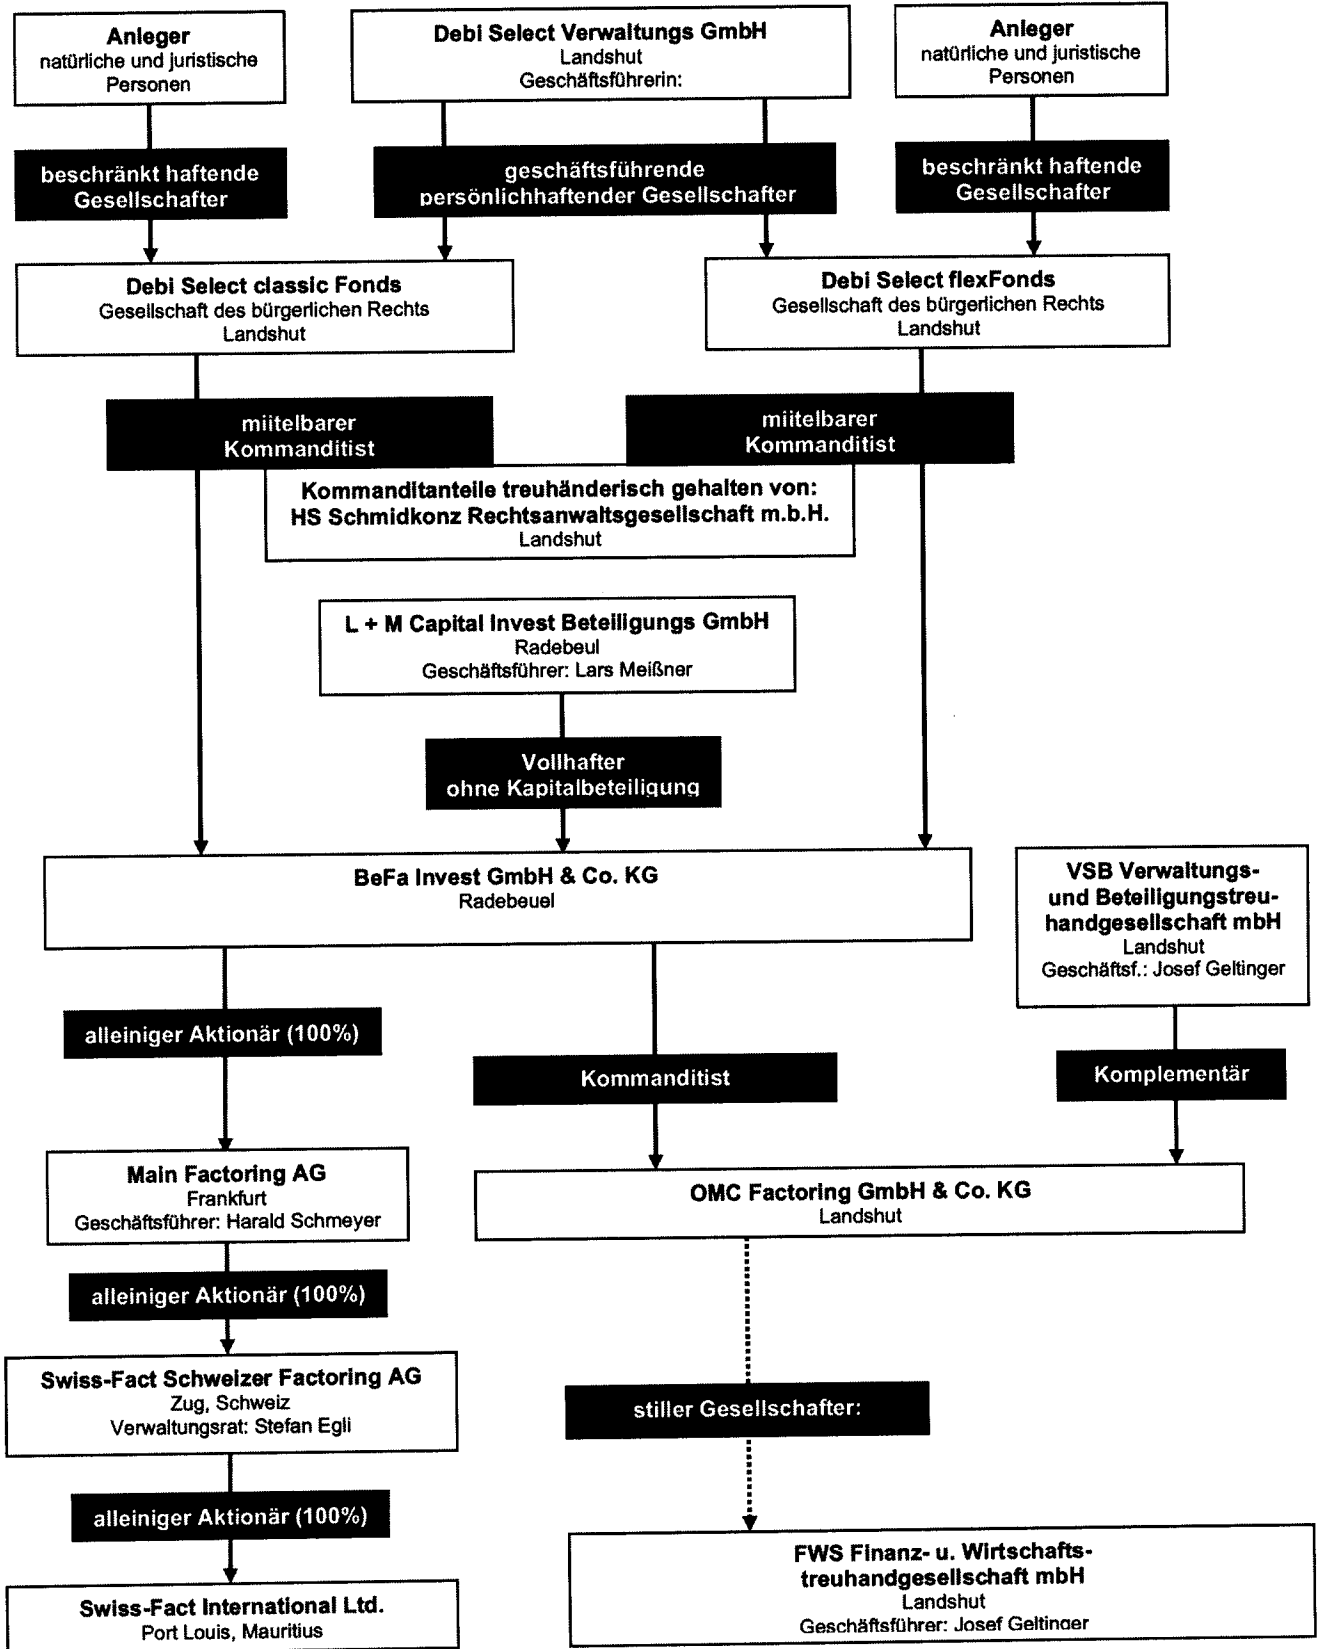 Anleger
natürliche und juristische
Personen
Debi Select Verwaltungs GmbH
Landshut
Geschäftsführerin:
Anleger
natürliche und juristische
Personen
beschränkt haftende
Gesellschafter
geschäftsführende
persönlichhaftender Gesellschafter
beschränkt haftende
Gesellschafter
Debi Select classic Fonds
Gesellschaft des bürgerlichen Rechts
Landshut
Debi Select flexFonds
Gesellschaft des bürgerlichen Rechts
Landshut
miitelbarer
Kommanditist
miitelbarer
Kommanditist
Kommanditanteile treuhänderisch gehalten von:
HS Schmidkonz Rechtsanwaltsgesellschaft m.b.H.
Landshut
L + M Capital Invest Beteiligungs GmbH
Radebeul
Geschäftsführer: Lars Meißner
Vollhafter
ohne Kapitalbeteiligung
BeFa Invest GmbH & Co. KG
Radebeuel
VSB Verwaltungs-
und Beteiligungstreu-
handgesellschaft mbH
Landshut
Geschäftsf.: Josef Geltinger
alleiniger Aktionär (100%)
Kommanditist
Komplementär
Main Factoring AG
Frankfurt
Geschäftsführer: Harald Schmeyer
OMC Factoring GmbH & Co. KG
Landshut
alleiniger Aktionär (100%)
Swiss-Fact Schweizer Factoring AG
Zug, Schweiz
Verwaltungsrat: Stefan Egli
stiller Gesellschafter:
alleiniger Aktionär (100%)
FWS Finanz- u. Wirtschafts-
treuhandgesellschaft mbH
Landshut
Geschäftsführer: Josef Geltinger
Swiss-Fact International Ltd.
Port Louis, Mauritius